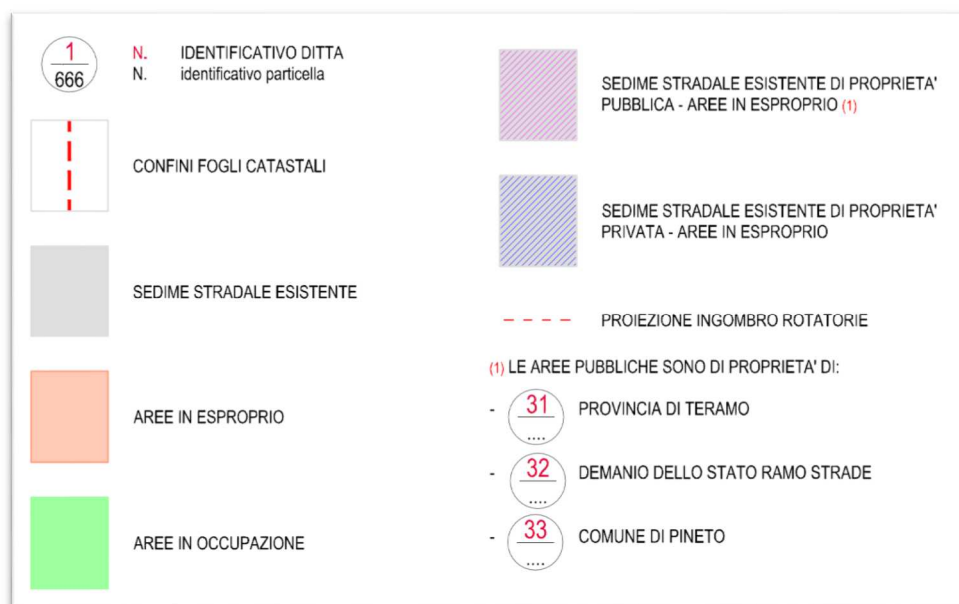 1
666
N. IDENTIFICATIVO DITTA
N. identificativo particella
CONFINI FOGLI CATASTALI
SEDIME STRADALE ESISTENTE
AREE IN ESPROPRIO
AREE IN OCCUPAZIONE
SEDIME STRADALE ESISTENTE DI PROPRIETA'
PUBBLICA - AREE IN ESPROPRIO (1)
SEDIME STRADALE ESISTENTE DI PROPRIETA'
PRIVATA - AREE IN ESPROPRIO
PROIEZIONE INGOMBRO ROTATORIE
(1) LE AREE PUBBLICHE SONO DI PROPRIETA' DI:
- 31 PROVINCIA DI TERAMO
....
- 32 DEMANIO DELLO STATO RAMO STRADE
....
- 33 COMUNE DI PINETO
....